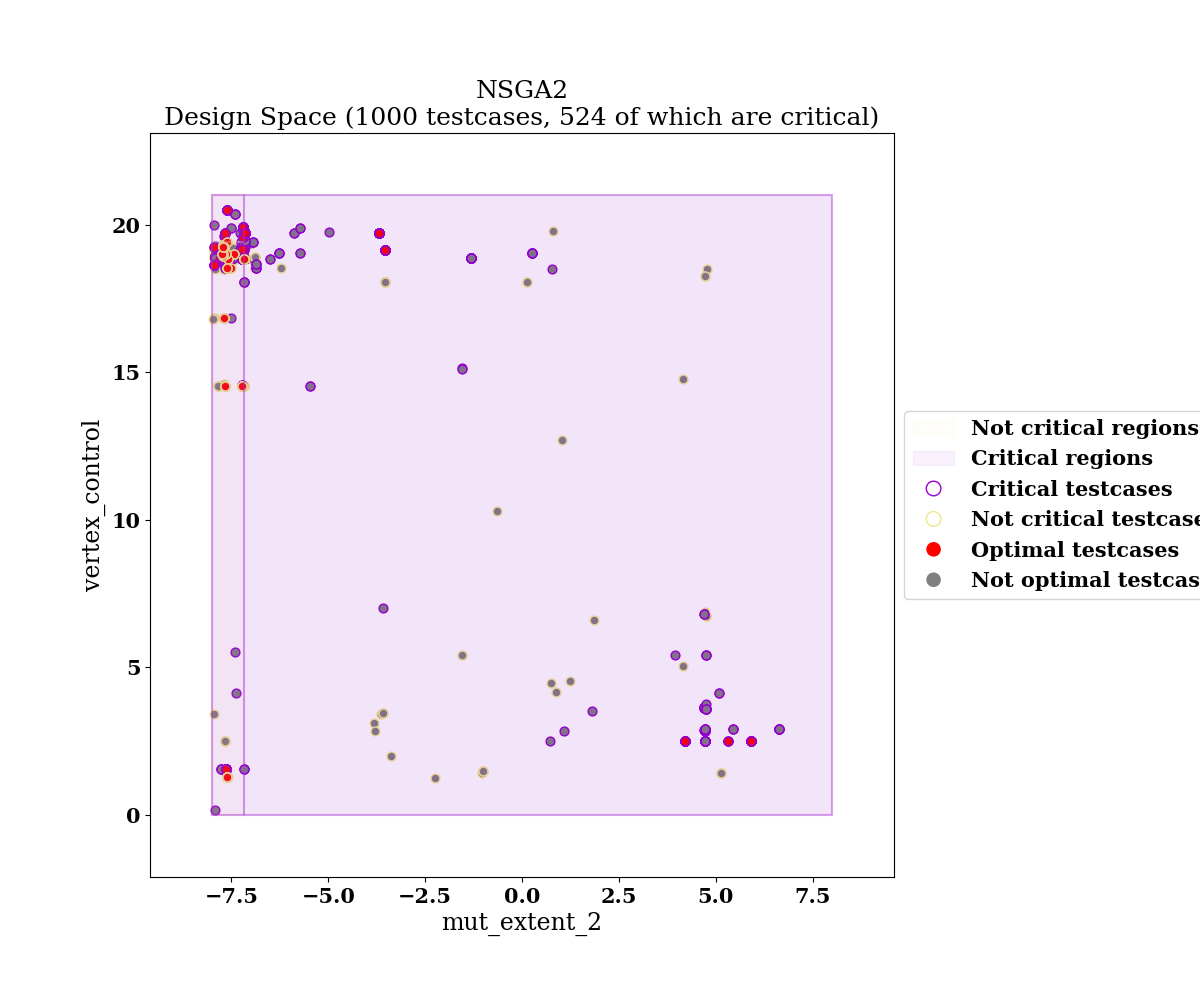 NSGA2
Design Space (1000 testcases, 524 of which are critical)
20
15
10
5
0
vertex_control
−7.5 −5.0 −2.5 0.0 2.5 5.0 7.5
mut_extent_2
Not critical regions
Critical regions
Critical testcases
Not critical testcase
Optimal testcases
Not optimal testcas